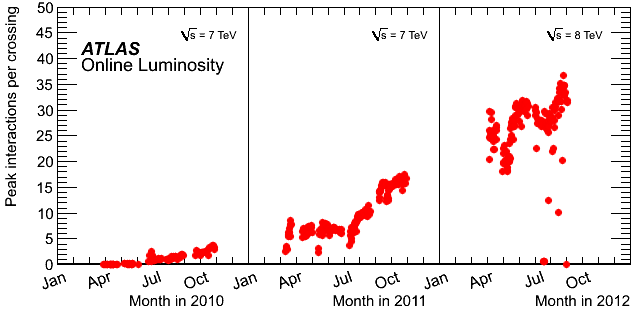 Peak interactions per crossing
50
45
40
35
30
25
20
15
10
5
0
√s = 7 TeV
√s = 7 TeV
√s = 8 TeV
ATLAS
Online Luminosity
Jan Apr Jul Oct Jan Apr Jul Oct Jan Apr Jul Oct
Month in 2010 Month in 2011 Month in 2012